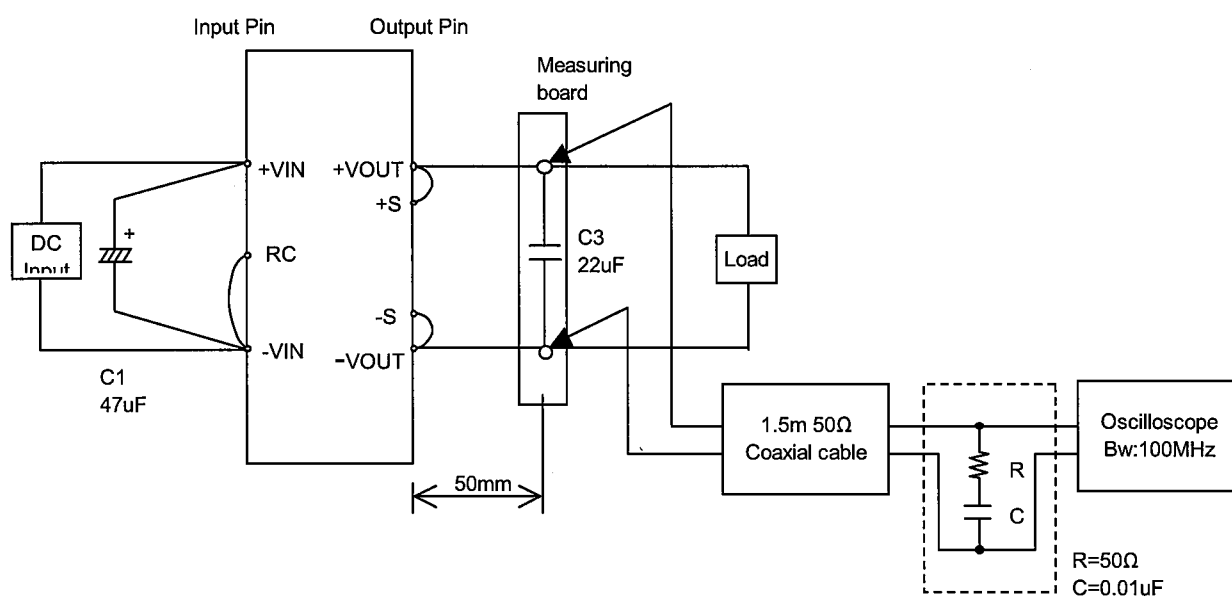 Input Pin
Output Pin
Measuring
board
+VIN
+VOUT
+S
DC
Input
+
RC
C3
22uF
Load
-S
-VIN
−VOUT
C1
47uF
1.5m 50Ω
Coaxial cable
Oscilloscope
Bw:100MHz
50mm
R
C
R=50Ω
C=0.01uF